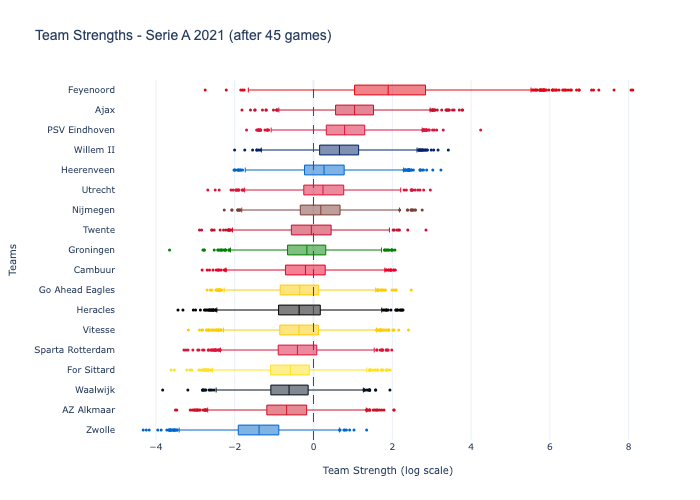 Team Strengths - Serie A 2021 (after 45 games)
Feyenoord
Ajax
PSV Eindhoven
Willem II
Heerenveen
Utrecht
Nijmegen
Twente
Groningen
Cambuur
Go Ahead Eagles
Heracles
Vitesse
Sparta Rotterdam
For Sittard
Waalwijk
AZ Alkmaar
Zwolle
Teams
−4 −2 0 2 4 6 8
Team Strength (log scale)